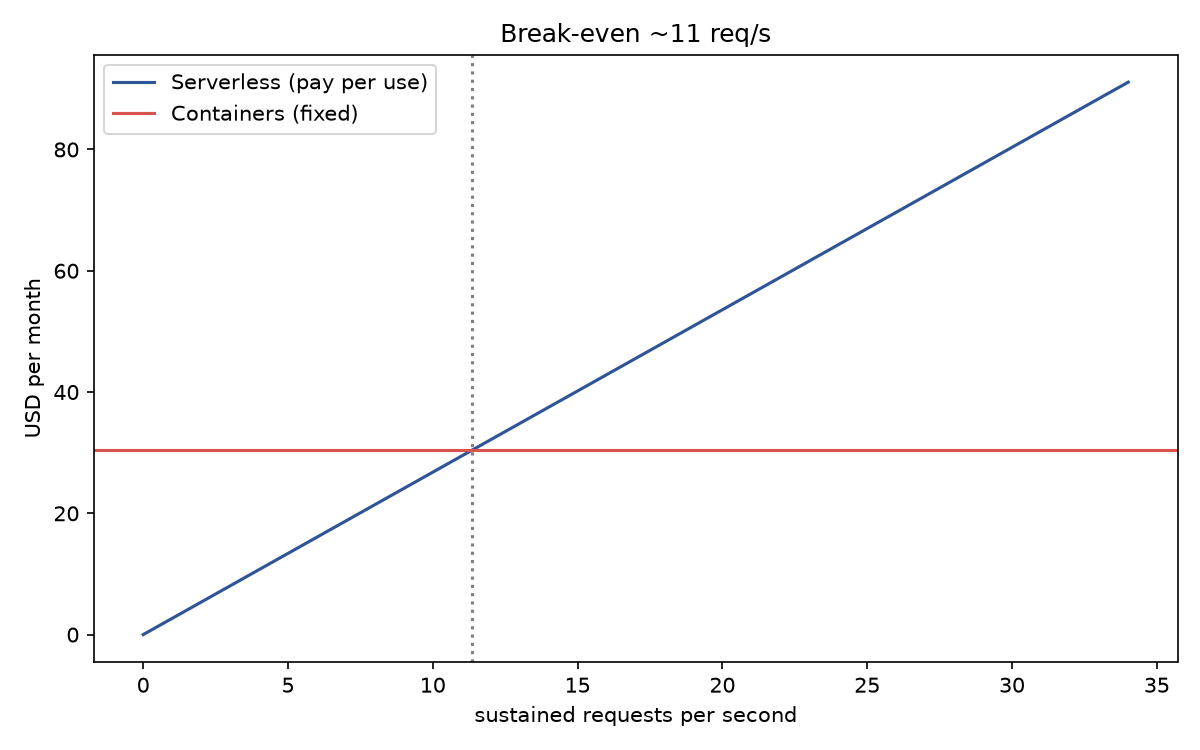 Break-even ~11 req/s
Serverless (pay per use)
Containers (fixed)
USD per month
80
60
40
20
0
0 5 10 15 20 25 30 35
sustained requests per second